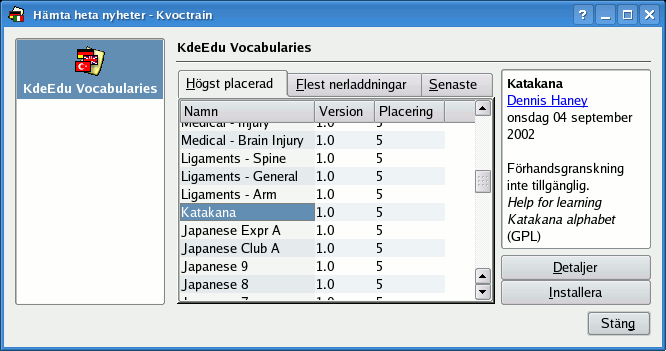 Hämta heta nyheter - Kvoctrain
KdeEdu Vocabularies
KdeEdu Vocabularies
Högst placerad
Flest nerladdningar
Senaste
Namn Version Placering
Medical - Injury 1.0 5
Medical - Brain Injury 1.0 5
Ligaments - Spine 1.0 5
Ligaments - General 1.0 5
Ligaments - Arm 1.0 5
Katakana 1.0 5
Japanese Expr A 1.0 5
Japanese Club A 1.0 5
Japanese 9 1.0 5
Japanese 8 1.0 5
Japanese 7 1.0 5
Katakana
Dennis Haney
onsdag 04 september
2002
Förhandsgranskning
inte tillgänglig.
Help for learning
Katakana alphabet
(GPL)
Detaljer
Installera
Stäng